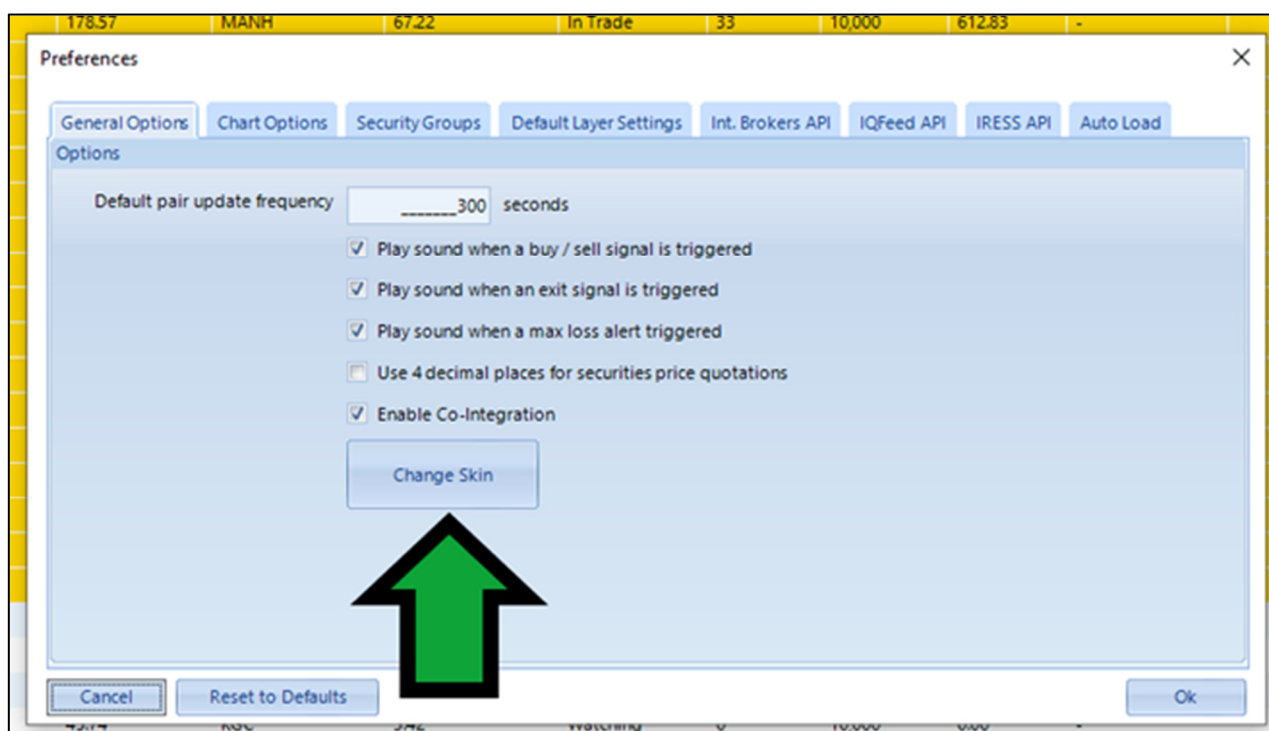 178.57 MANH 67.22 In Trade 33 10,000 612.83 -
Preferences
General Options Chart Options Security Groups Default Layer Settings Int. Brokers API IQFeed API IRESS API Auto Load
Options
Default pair update frequency _______300 seconds
Play sound when a buy / sell signal is triggered
Play sound when an exit signal is triggered
Play sound when a max loss alert triggered
Use 4 decimal places for securities price quotations
Enable Co-Integration
Change Skin
Cancel Reset to Defaults Ok
KGC Watching 10,000 0.00 -